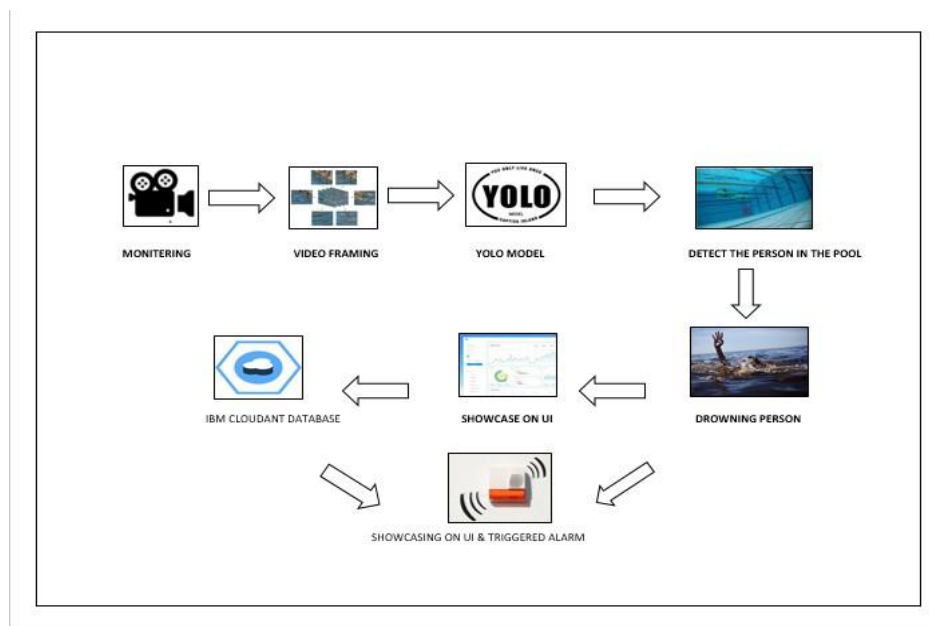 YOLO
MONITERING
VIDEO FRAMING
YOLO MODEL
DETECT THE PERSON IN THE POOL
IBM CLOUDANT DATABASE
SHOWCASE ON UI
DROWNING PERSON
SHOWCASING ON UI & TRIGGERED ALARM